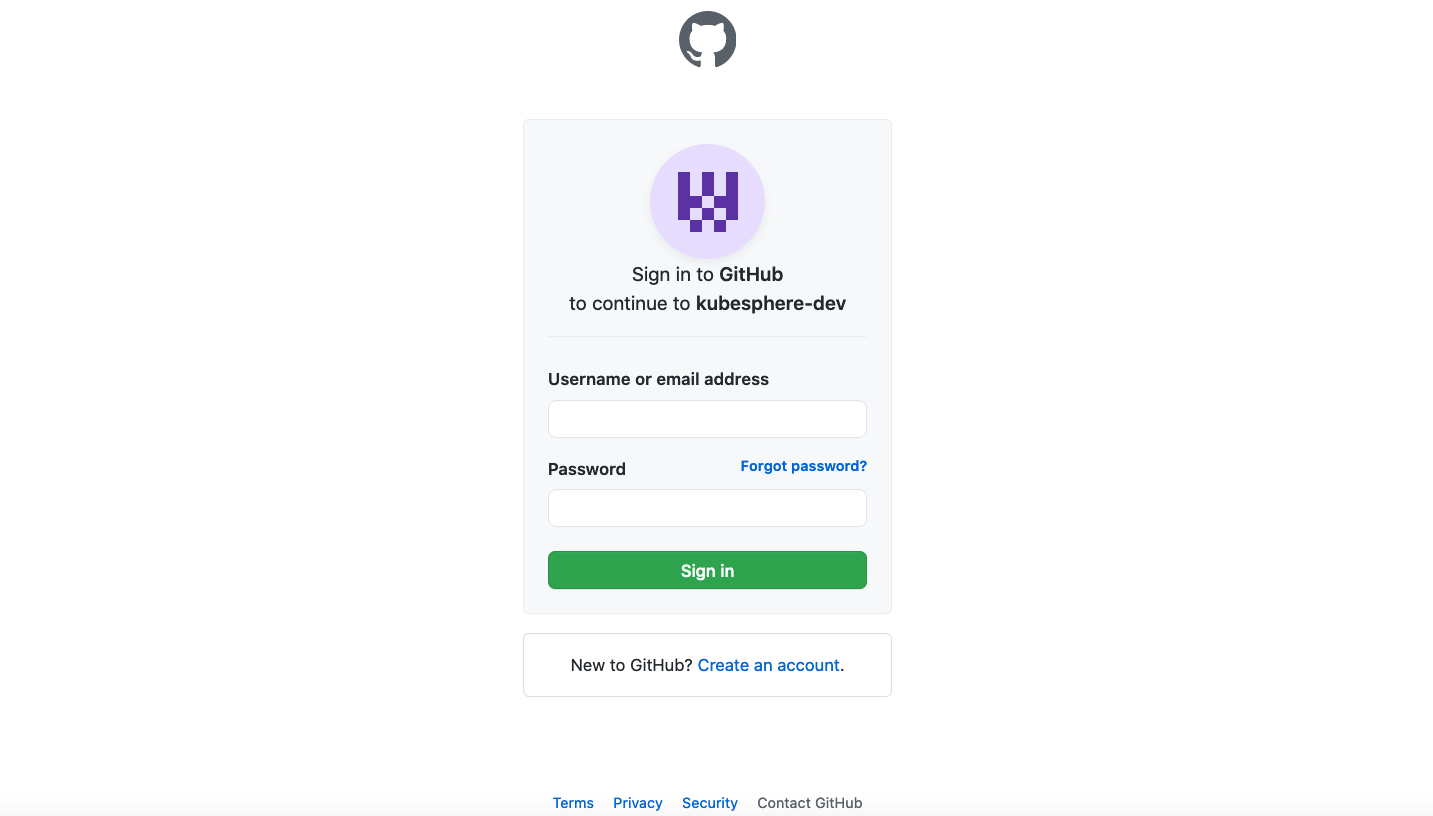 Sign in to GitHub
to continue to kubesphere-dev
Username or email address
Password Forgot password?
Sign in
New to GitHub? Create an account.
Terms Privacy Security Contact GitHub